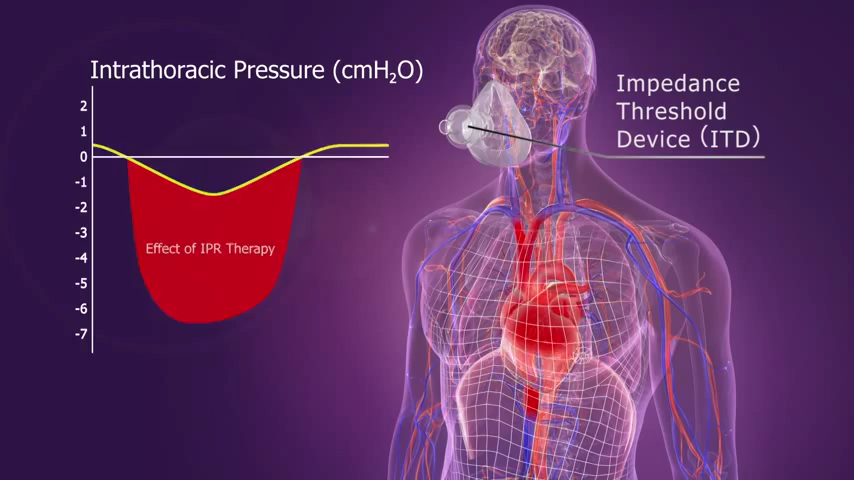 Intrathoracic Pressure (cmH₂O)
2
1
0
-1
-2
-3
-4
-5
-6
-7
Effect of IPR Therapy
Impedance
Threshold
Device (ITD)